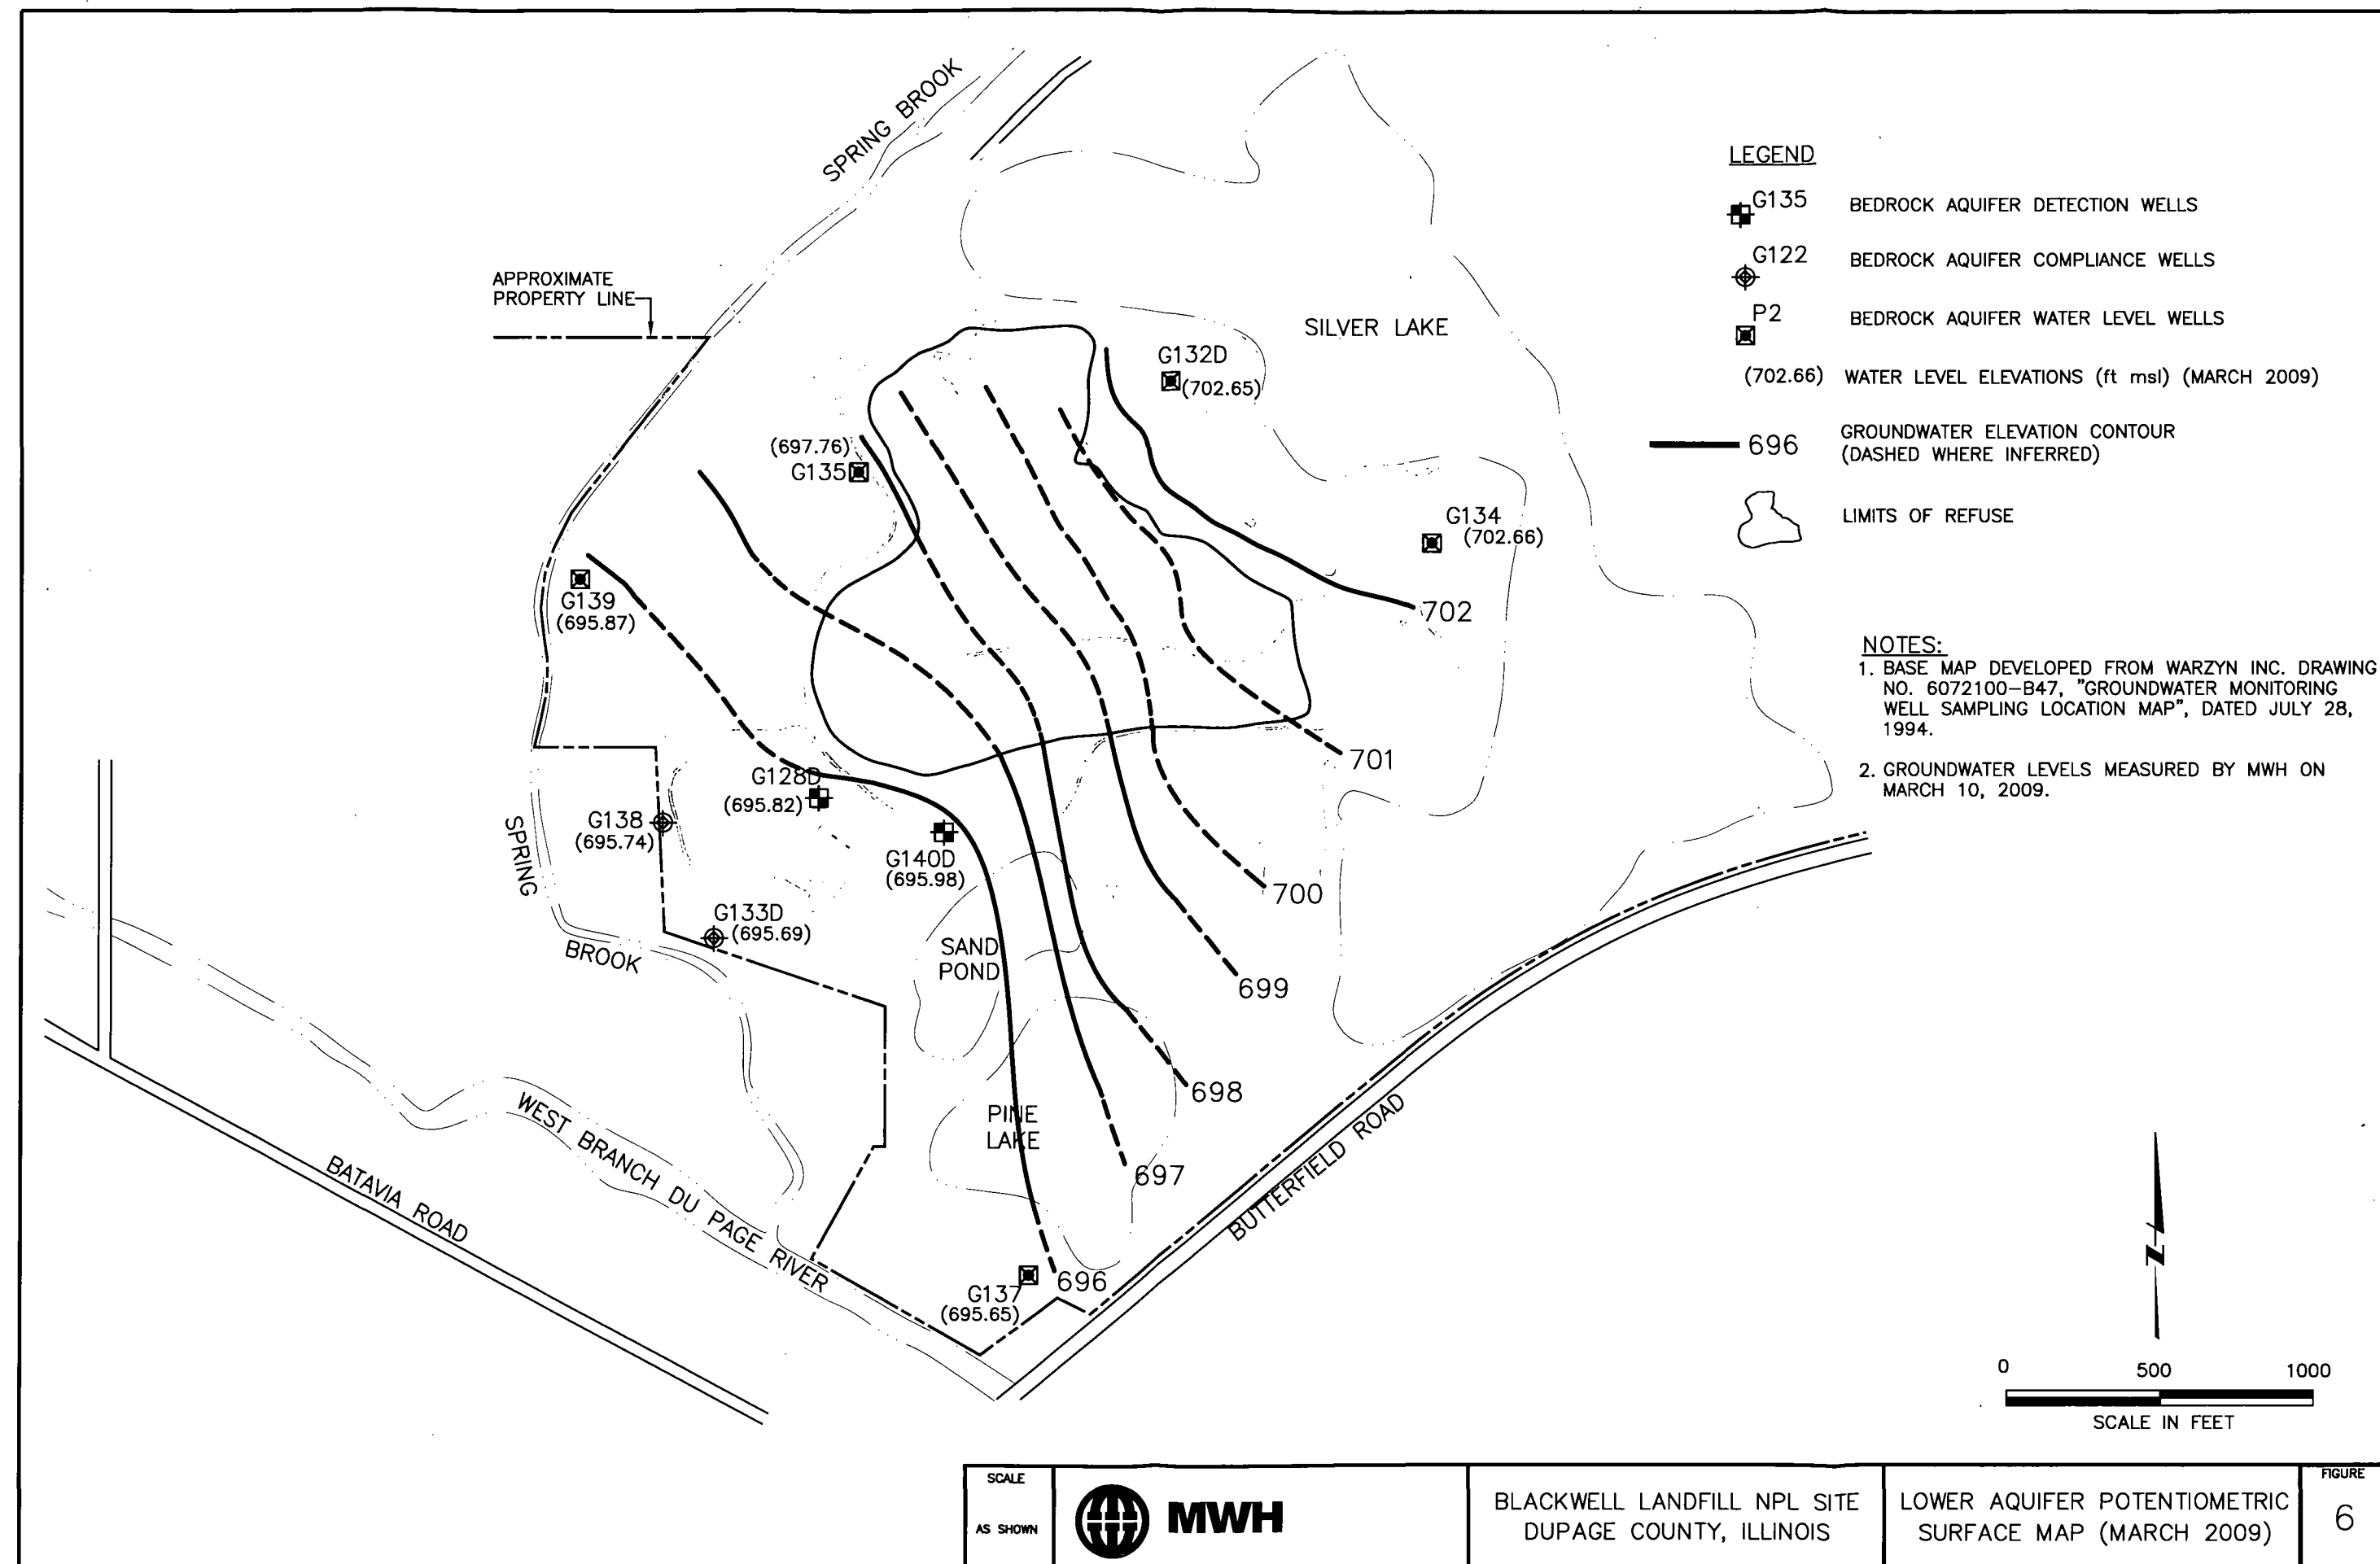 SPRING BROOK
APPROXIMATE
PROPERTY LINE
SILVER LAKE
G132D
(702.65)
(697.76)
G135
G134
(702.66)
G139
(695.87)
702
701
G128D
(695.82)
G138
(695.74)
G140D
(695.98)
700
G133D
(695.69)
SPRING
BROOK
SAND
POND
699
698
PINE
LAKE
697
WEST BRANCH DU PAGE RIVER
BATAVIA ROAD
BUTTERFIELD ROAD
696
G137
(695.65)
LEGEND
G135 BEDROCK AQUIFER DETECTION WELLS
G122 BEDROCK AQUIFER COMPLIANCE WELLS
P2 BEDROCK AQUIFER WATER LEVEL WELLS
(702.66) WATER LEVEL ELEVATIONS (ft msl) (MARCH 2009)
696 GROUNDWATER ELEVATION CONTOUR
(DASHED WHERE INFERRED)
LIMITS OF REFUSE
NOTES:
1. BASE MAP DEVELOPED FROM WARZYN INC. DRAWING
NO. 6072100-B47, "GROUNDWATER MONITORING
WELL SAMPLING LOCATION MAP", DATED JULY 28,
1994.
2. GROUNDWATER LEVELS MEASURED BY MWH ON
MARCH 10, 2009.
N
0 500 1000
SCALE IN FEET
SCALE
AS SHOWN
MWH
BLACKWELL LANDFILL NPL SITE
DUPAGE COUNTY, ILLINOIS
LOWER AQUIFER POTENTIOMETRIC
SURFACE MAP (MARCH 2009)
FIGURE
6